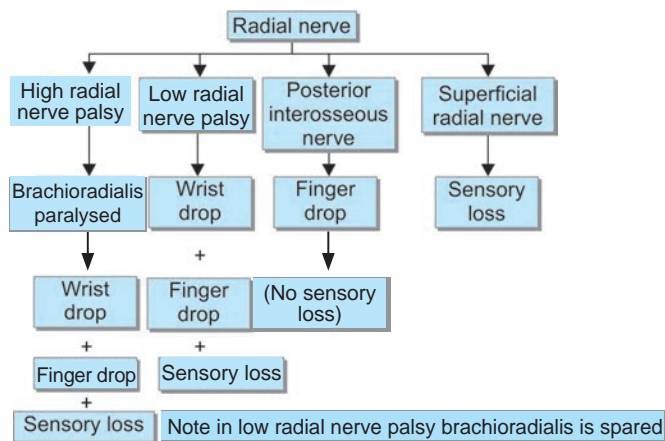 Radial nerve
High radial
nerve palsy
Low radial
nerve palsy
Posterior
interosseous
nerve
Superficial
radial nerve
Brachioradialis
paralysed
Wrist
drop
Finger
drop
Sensory
loss
+
Wrist
drop
Finger
drop
(No sensory
loss)
+
+
Finger drop
Sensory loss
+
Sensory loss
Note in low radial nerve palsy brachioradialis is spared